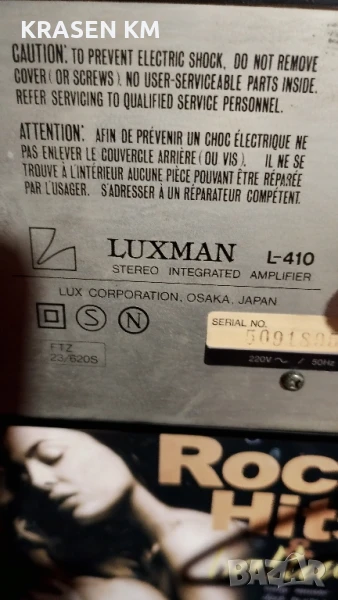 KRASEN KM
CAUTION: TO PREVENT ELECTRIC SHOCK, DO NOT REMOVE
COVER (OR SCREWS). NO USER-SERVICEABLE PARTS INSIDE.
REFER SERVICING TO QUALIFIED SERVICE PERSONNEL.
ATTENTION: AFIN DE PRÉVENIR UN CHOC ÉLECTRIQUE NE
PAS ENLEVER LE COUVERCLE ARRIÈRE (OU VIS). IL NE SE
TROUVE À L'INTÉRIEUR AUCUNE PIÈCE POUVANT ÊTRE RÉPARÉE
PAR L'USAGER. S'ADRESSER À UN RÉPARATEUR COMPÉTENT.
LUXMAN L-410
STEREO INTEGRATED AMPLIFIER
LUX CORPORATION, OSAKA, JAPAN
S N
SERIAL NO.
FTZ
23/620S
220V ~ / 50Hz
Roc
Hit
&
BAZAR